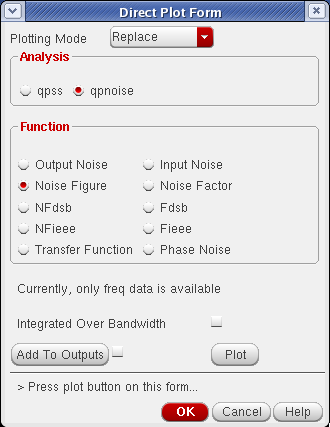 Direct Plot Form
Plotting Mode Replace
Analysis
qpss qpnoise
Function
Output Noise Input Noise
Noise Figure Noise Factor
NFdsb Fdsb
NFieee Fieee
Transfer Function Phase Noise
Currently, only freq data is available
Integrated Over Bandwidth
Add To Outputs Plot
> Press plot button on this form...
OK Cancel Help